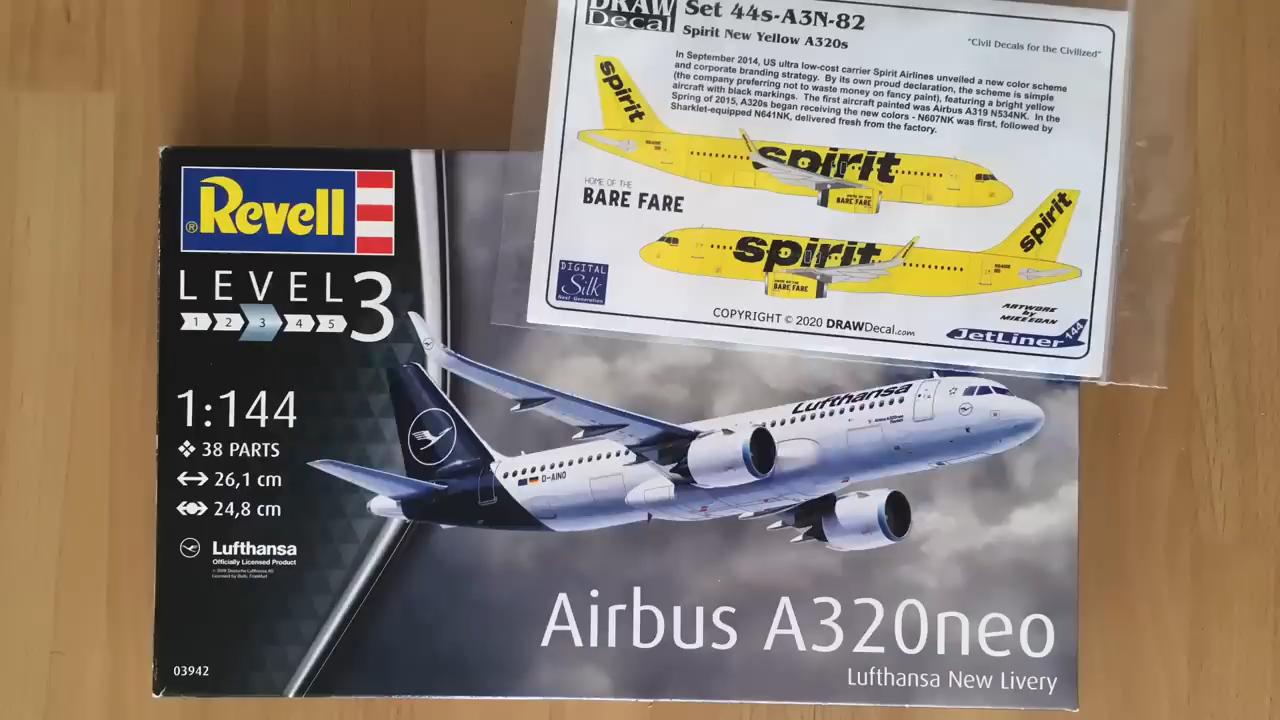 DRAW
Decal
Set 44s-A3N-82
Spirit New Yellow A320s
"Civil Decals for the Civilized"
In September 2014, US ultra low-cost carrier Spirit Airlines unveiled a new color scheme
and corporate branding strategy. By its own proud declaration, the scheme is simple
(the company preferring not to waste money on fancy paint), featuring a bright yellow
aircraft with black markings. The first aircraft painted was Airbus A319 N534NK. In the
Spring of 2015, A320s began receiving the new colors - N607NK was first, followed by
Sharklet-equipped N641NK, delivered fresh from the factory.
spirit
spirit
BARE FARE
HOME OF THE
BARE FARE
spirit
spirit
BARE FARE
DIGITAL
Silk
Next-Generation
COPYRIGHT © 2020 DRAWDecal.com
ARTWORK
by
MIKE EGAN
JetLiner 144
® Revell
LEVEL 3
1 2 3 4 5
1:144
38 PARTS
26,1 cm
24,8 cm
Lufthansa
Officially Licensed Product
Lufthansa
D-AINO
Airbus A320neo
Lufthansa New Livery
03942